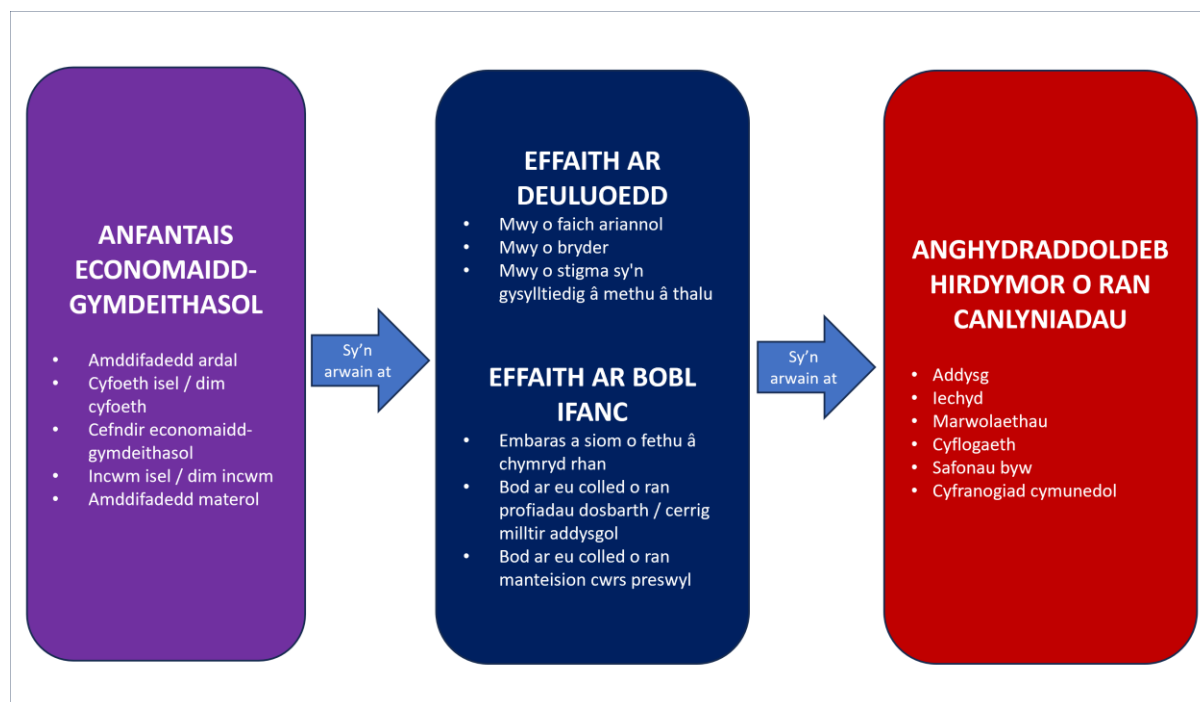 ANFANTAIS
ECONOMAIDD-
GYMDEITHASOL
• Amddifadedd ardal
• Cyfoeth isel / dim
cyfoeth
• Cefndir economaidd-
gymdeithasol
• Incwm isel / dim incwm
• Amddifadedd materol
Sy'n
arwain at
EFFAITH AR
DEULUOEDD
• Mwy o faich ariannol
• Mwy o bryder
• Mwy o stigma sy'n
gysylltiedig â methu â thalu
EFFAITH AR BOBL
IFANC
• Embaras a siom o fethu â
chymryd rhan
• Bod ar eu colled o ran
profiadau dosbarth / cerrig
milltir addysgol
• Bod ar eu colled o ran
manteision cwrs preswyl
Sy'n
arwain at
ANGHYDRADDOLDEB
HIRDYMOR O RAN
CANLYNIADAU
• Addysg
• Iechyd
• Marwolaethau
• Cyflogaeth
• Safonau byw
• Cyfranogiad cymunedol